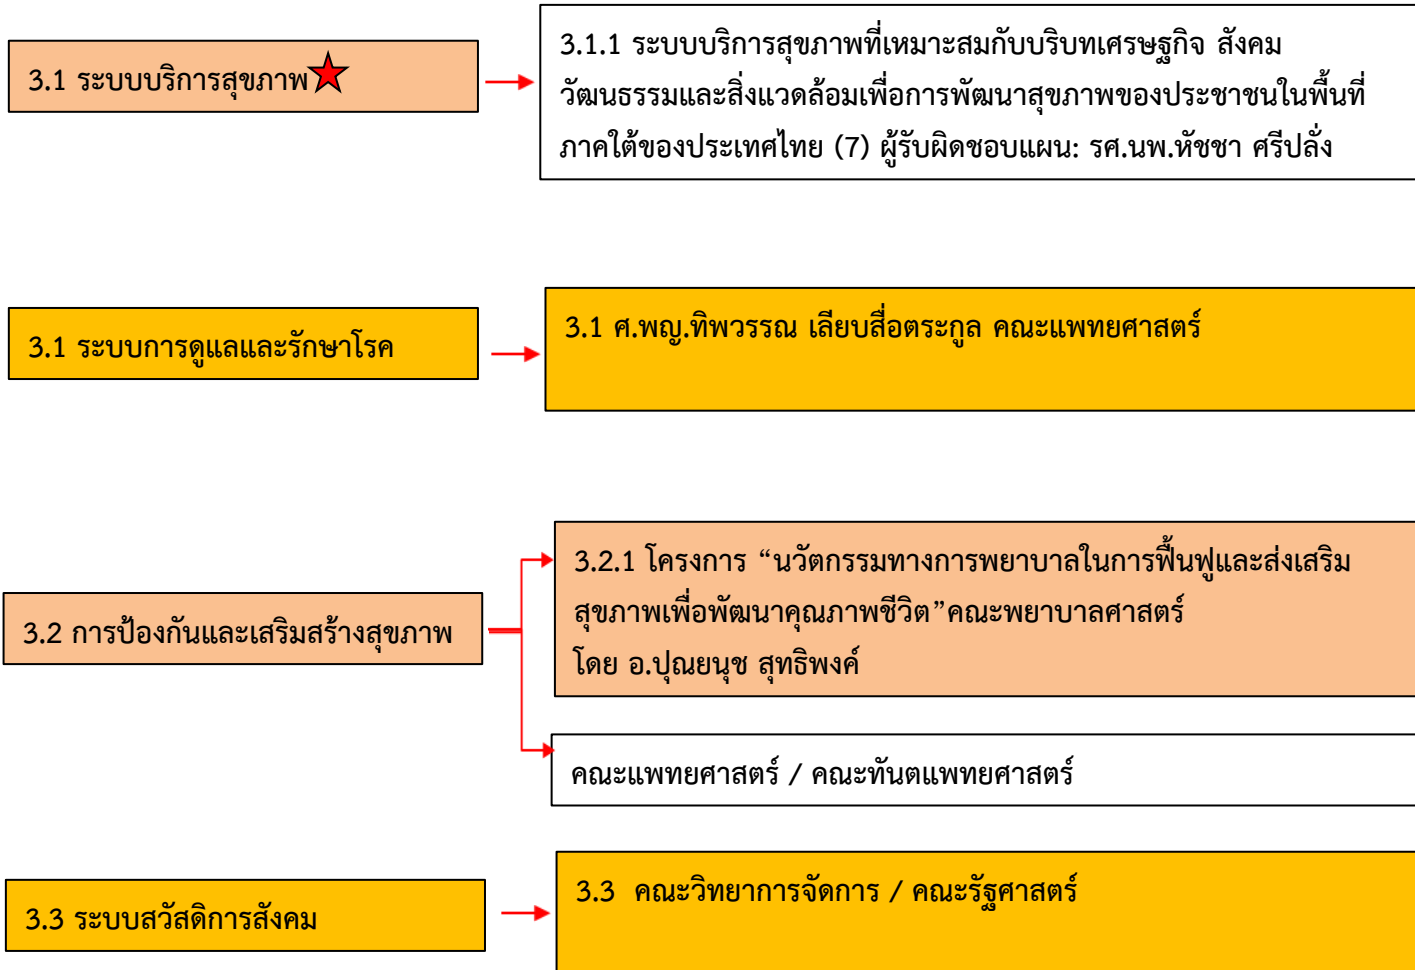 3.1 ระบบบริการสุขภาพ
3.1.1 ระบบบริการสุขภาพที่เหมาะสมกับบริบทเศรษฐกิจ สังคม
วัฒนธรรมและสิ่งแวดล้อมเพื่อการพัฒนาสุขภาพของประชาชนในพื้นที่
ภาคใต้ของประเทศไทย (7) ผู้รับผิดชอบแผน: รศ.นพ.หัชชา ศรีปลั่ง
3.1 ระบบการดูแลและรักษาโรค
3.1 ศ.พญ.ทิพวรรณ เลียบสื่อตระกูล คณะแพทยศาสตร์
3.2 การป้องกันและเสริมสร้างสุขภาพ
3.2.1 โครงการ “นวัตกรรมทางการพยาบาลในการฟื้นฟูและส่งเสริม
สุขภาพเพื่อพัฒนาคุณภาพชีวิต”คณะพยาบาลศาสตร์
โดย อ.ปุณยนุช สุทธิพงค์
คณะแพทยศาสตร์ / คณะทันตแพทยศาสตร์
3.3 ระบบสวัสดิการสังคม
3.3 คณะวิทยาการจัดการ / คณะรัฐศาสตร์